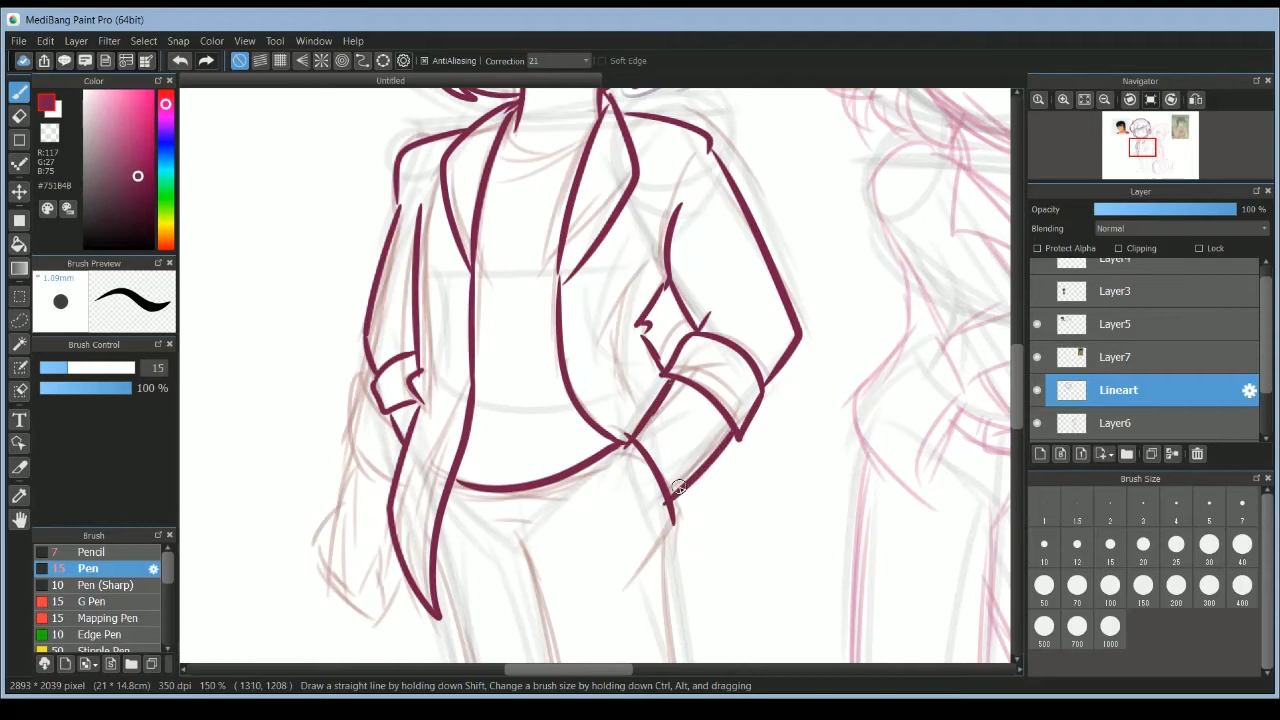 MediBang Paint Pro (64bit)
File Edit Layer Filter Select Snap Color View Tool Window Help
AntiAliasing Correction 21 Soft Edge
Color
Untitled
Navigator
R:117
G:27
B:75
#751B4B
Layer
Opacity 100 %
Blending Normal
Protect Alpha Clipping Lock
Layer4
Layer3
Layer5
Layer7
Lineart
Layer6
Brush Preview
1.09mm
Brush Control
15
100 %
Brush
7 Pencil
15 Pen
10 Pen (Sharp)
15 G Pen
15 Mapping Pen
10 Edge Pen
50 Stipple Pen
Brush Size
1 1.5 2 3 4 5 7
10 12 15 20 25 30 40
50 70 100 150 200 300 400
500 700 1000
2893 * 2039 pixel (21 * 14.8cm) 350 dpi 150 % ( 1310, 1208 ) Draw a straight line by holding down Shift, Change a brush size by holding down Ctrl, Alt, and dragging